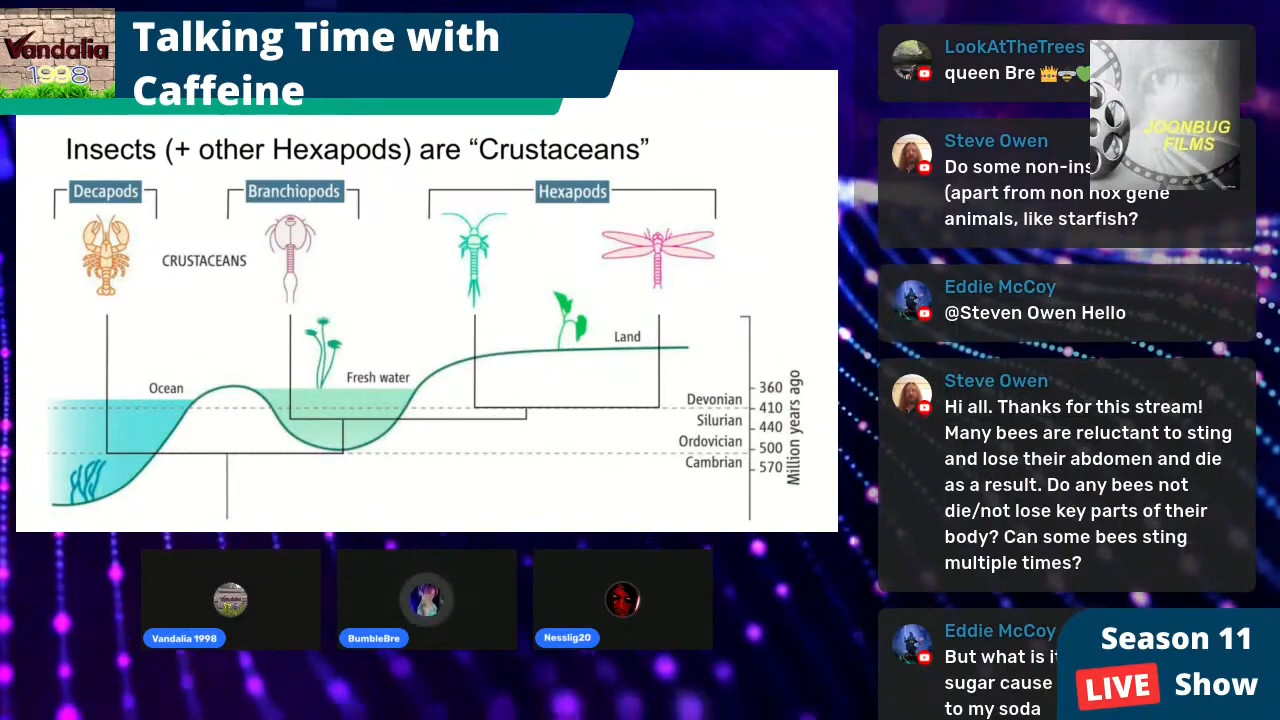 Vandalia
1998
Talking Time with
Caffeine
Insects (+ other Hexapods) are “Crustaceans”
Decapods
Branchiopods
Hexapods
CRUSTACEANS
Ocean
Fresh water
Land
Devonian
Silurian
Ordovician
Cambrian
360
410
440
500
570
Million years ago
Vandalia 1998
BumbleBre
Nesslig20
LookAtTheTrees
queen Bre 👑🐝💚
JOONBUG
FILMS
Steve Owen
Do some non-ins
(apart from non hox gene
animals, like starfish?
Eddie McCoy
@Steven Owen Hello
Steve Owen
Hi all. Thanks for this stream!
Many bees are reluctant to sting
and lose their abdomen and die
as a result. Do any bees not
die/not lose key parts of their
body? Can some bees sting
multiple times?
Eddie McCoy
But what is it
sugar cause
to my soda
Season 11
LIVE Show